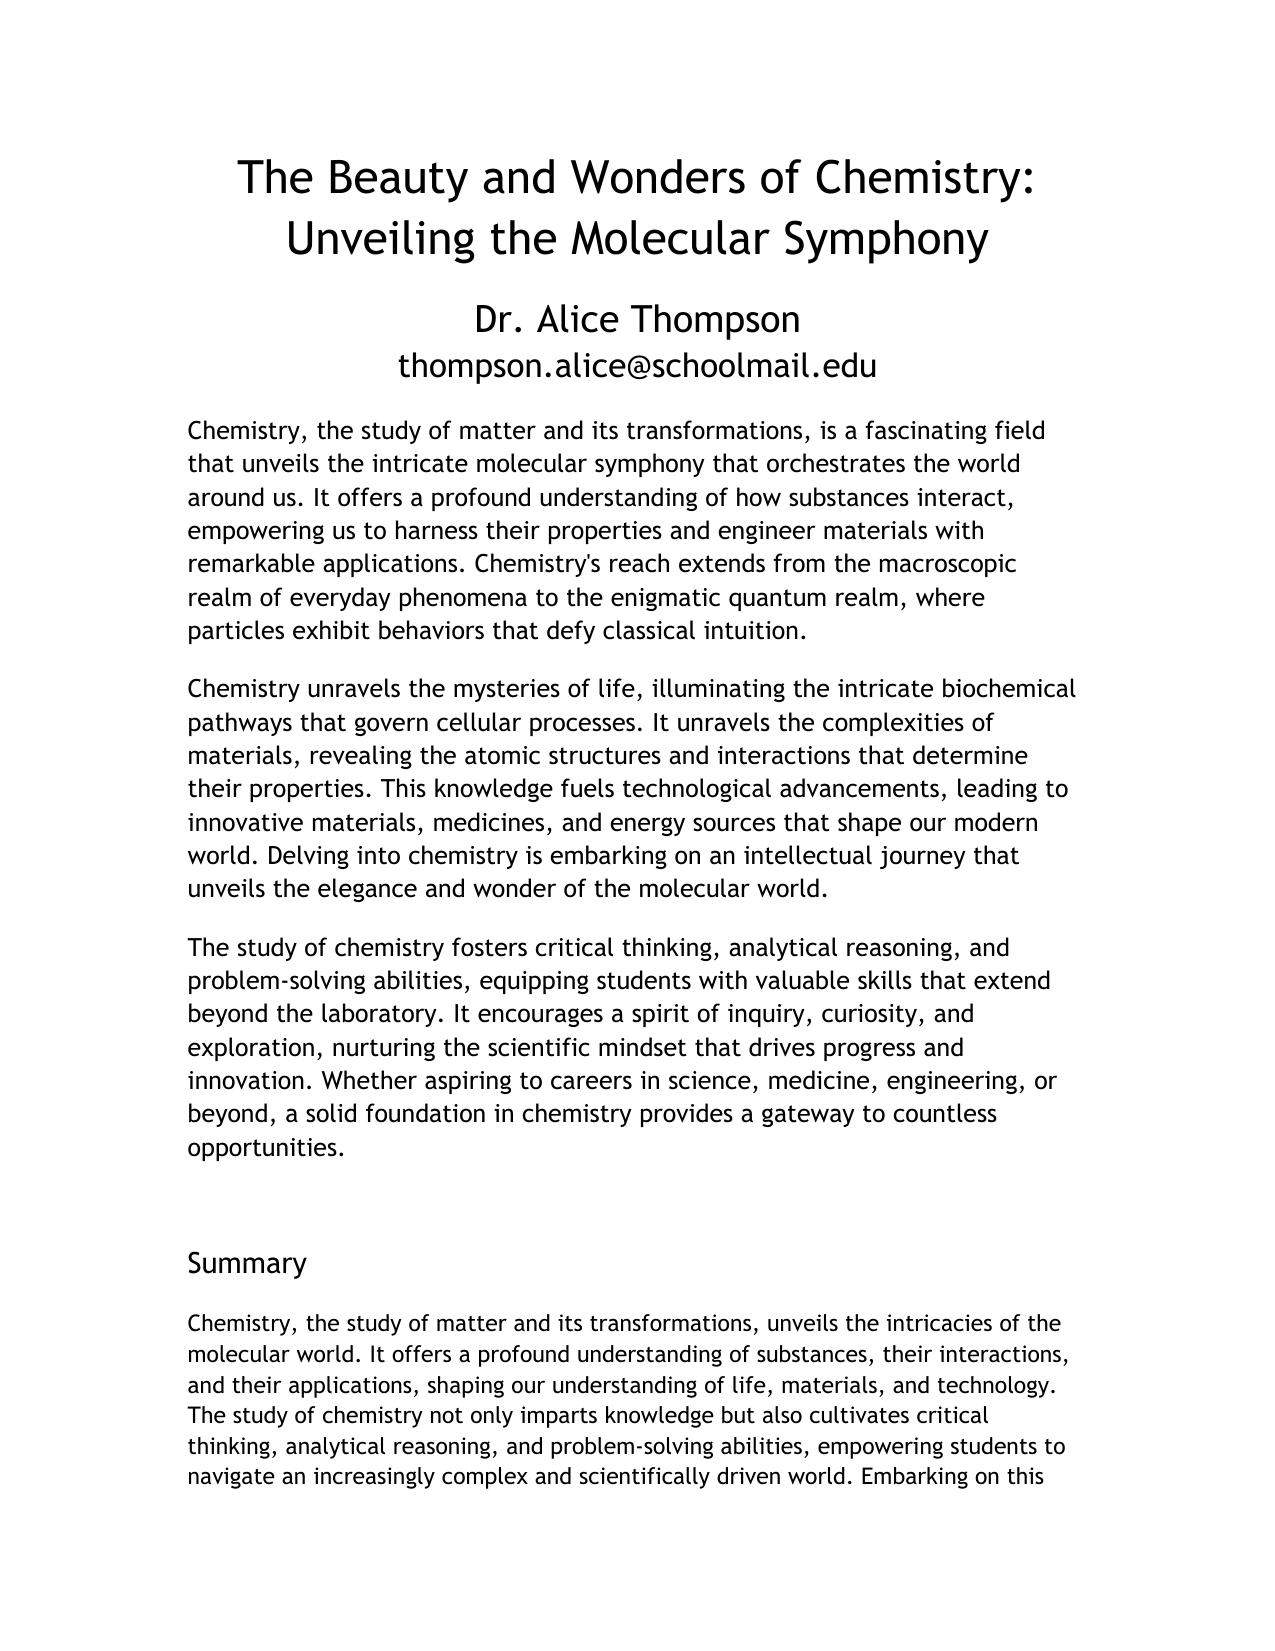 The Beauty and Wonders of Chemistry:
Unveiling the Molecular Symphony
Dr. Alice Thompson
thompson.alice@schoolmail.edu
Chemistry, the study of matter and its transformations, is a fascinating field
that unveils the intricate molecular symphony that orchestrates the world
around us. It offers a profound understanding of how substances interact,
empowering us to harness their properties and engineer materials with
remarkable applications. Chemistry's reach extends from the macroscopic
realm of everyday phenomena to the enigmatic quantum realm, where
particles exhibit behaviors that defy classical intuition.
Chemistry unravels the mysteries of life, illuminating the intricate biochemical
pathways that govern cellular processes. It unravels the complexities of
materials, revealing the atomic structures and interactions that determine
their properties. This knowledge fuels technological advancements, leading to
innovative materials, medicines, and energy sources that shape our modern
world. Delving into chemistry is embarking on an intellectual journey that
unveils the elegance and wonder of the molecular world.
The study of chemistry fosters critical thinking, analytical reasoning, and
problem-solving abilities, equipping students with valuable skills that extend
beyond the laboratory. It encourages a spirit of inquiry, curiosity, and
exploration, nurturing the scientific mindset that drives progress and
innovation. Whether aspiring to careers in science, medicine, engineering, or
beyond, a solid foundation in chemistry provides a gateway to countless
opportunities.
Summary
Chemistry, the study of matter and its transformations, unveils the intricacies of the
molecular world. It offers a profound understanding of substances, their interactions,
and their applications, shaping our understanding of life, materials, and technology.
The study of chemistry not only imparts knowledge but also cultivates critical
thinking, analytical reasoning, and problem-solving abilities, empowering students to
navigate an increasingly complex and scientifically driven world. Embarking on this